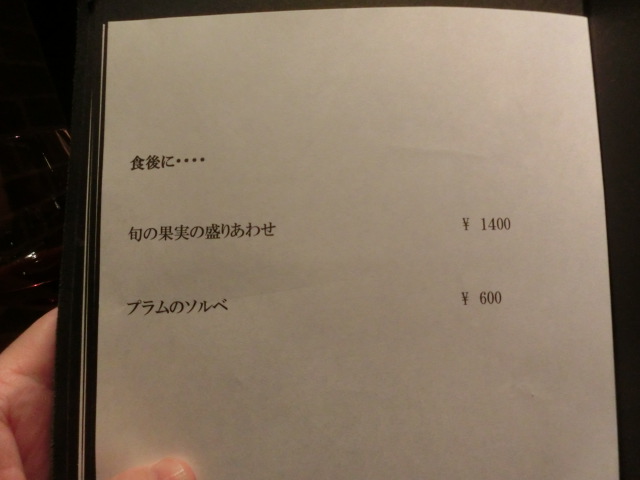 食後に・・・・
旬の果実の盛りあわせ ¥ 1400
プラムのソルベ ¥ 600